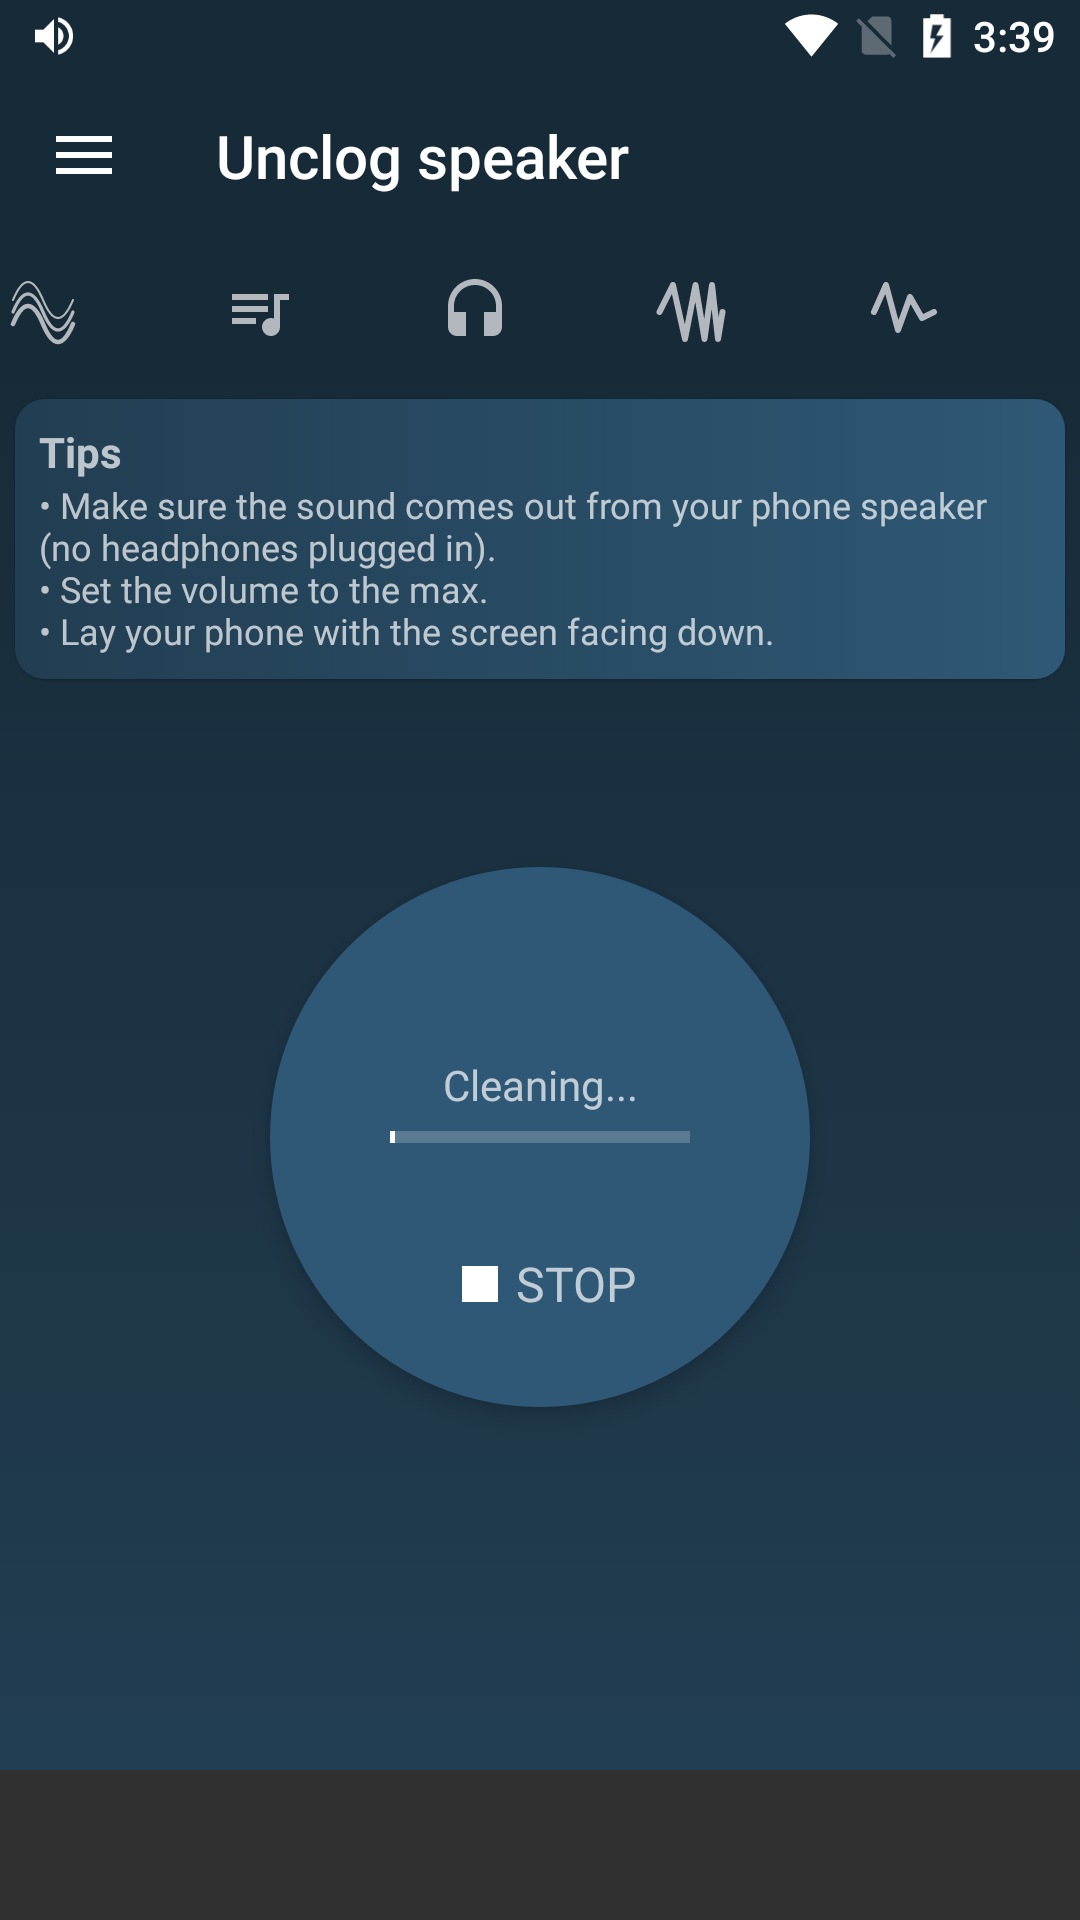 3:39
Unclog speaker
Tips
• Make sure the sound comes out from your phone speaker
(no headphones plugged in).
• Set the volume to the max.
• Lay your phone with the screen facing down.
Cleaning...
STOP